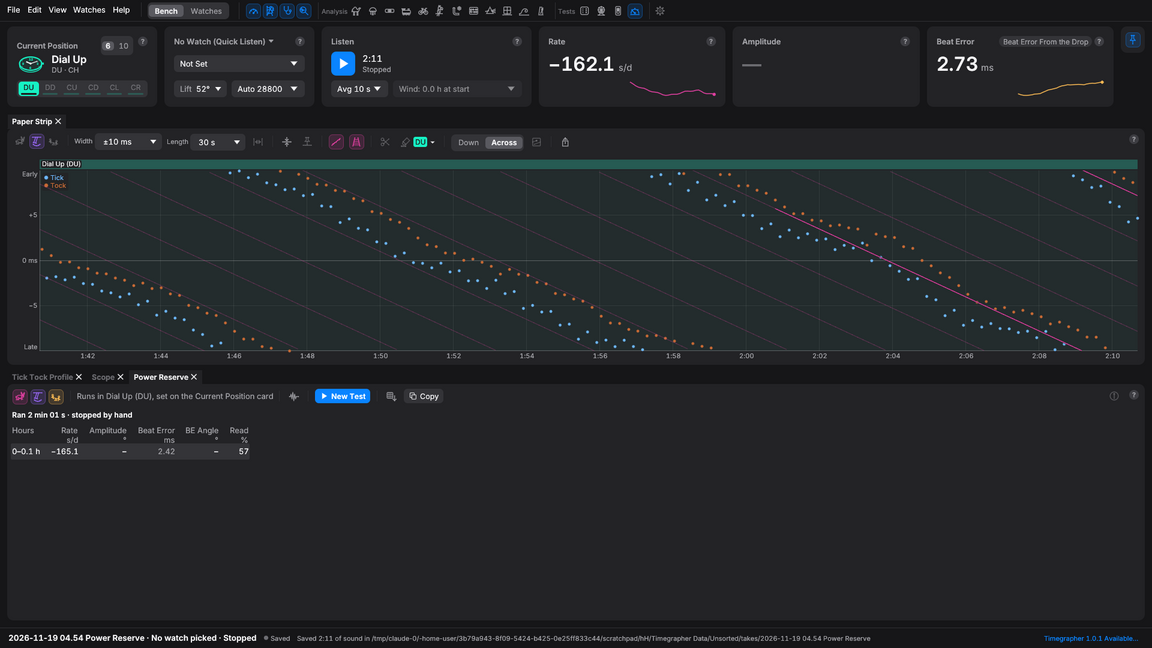 File Edit View Watches Help Bench Watches Analysis Tests
Current Position 6 10 ?
Dial Up
DU · CH
DU DD CU CD CL CR
No Watch (Quick Listen) ?
Not Set
Lift 52° Auto 28800
Listen ?
2:11
Stopped
Avg 10 s Wind: 0.0 h at start
Rate ?
−162.1 s/d
Amplitude ?
—
Beat Error Beat Error From the Drop ?
2.73 ms
Paper Strip
Width ±10 ms Length 30 s DU Down Across ?
Dial Up (DU)
Early
Tick
Tock
+5
0 ms
−5
Late
1:42 1:44 1:46 1:48 1:50 1:52 1:54 1:56 1:58 2:00 2:02 2:04 2:06 2:08 2:10
Tick Tock Profile Scope Power Reserve
Runs in Dial Up (DU), set on the Current Position card New Test Copy ?
Ran 2 min 01 s · stopped by hand
Hours Rate Amplitude Beat Error BE Angle Read
s/d ° ms ° %
0–0.1 h −165.1 – 2.42 – 57
2026-11-19 04.54 Power Reserve · No watch picked · Stopped Saved Saved 2:11 of sound in /tmp/claude-0/-home-user/3b79a943-8f09-5424-b425-0e25ff833c44/scratchpad/hH/Timegrapher Data/Unsorted/takes/2026-11-19 04.54 Power Reserve Timegrapher 1.0.1 Available...